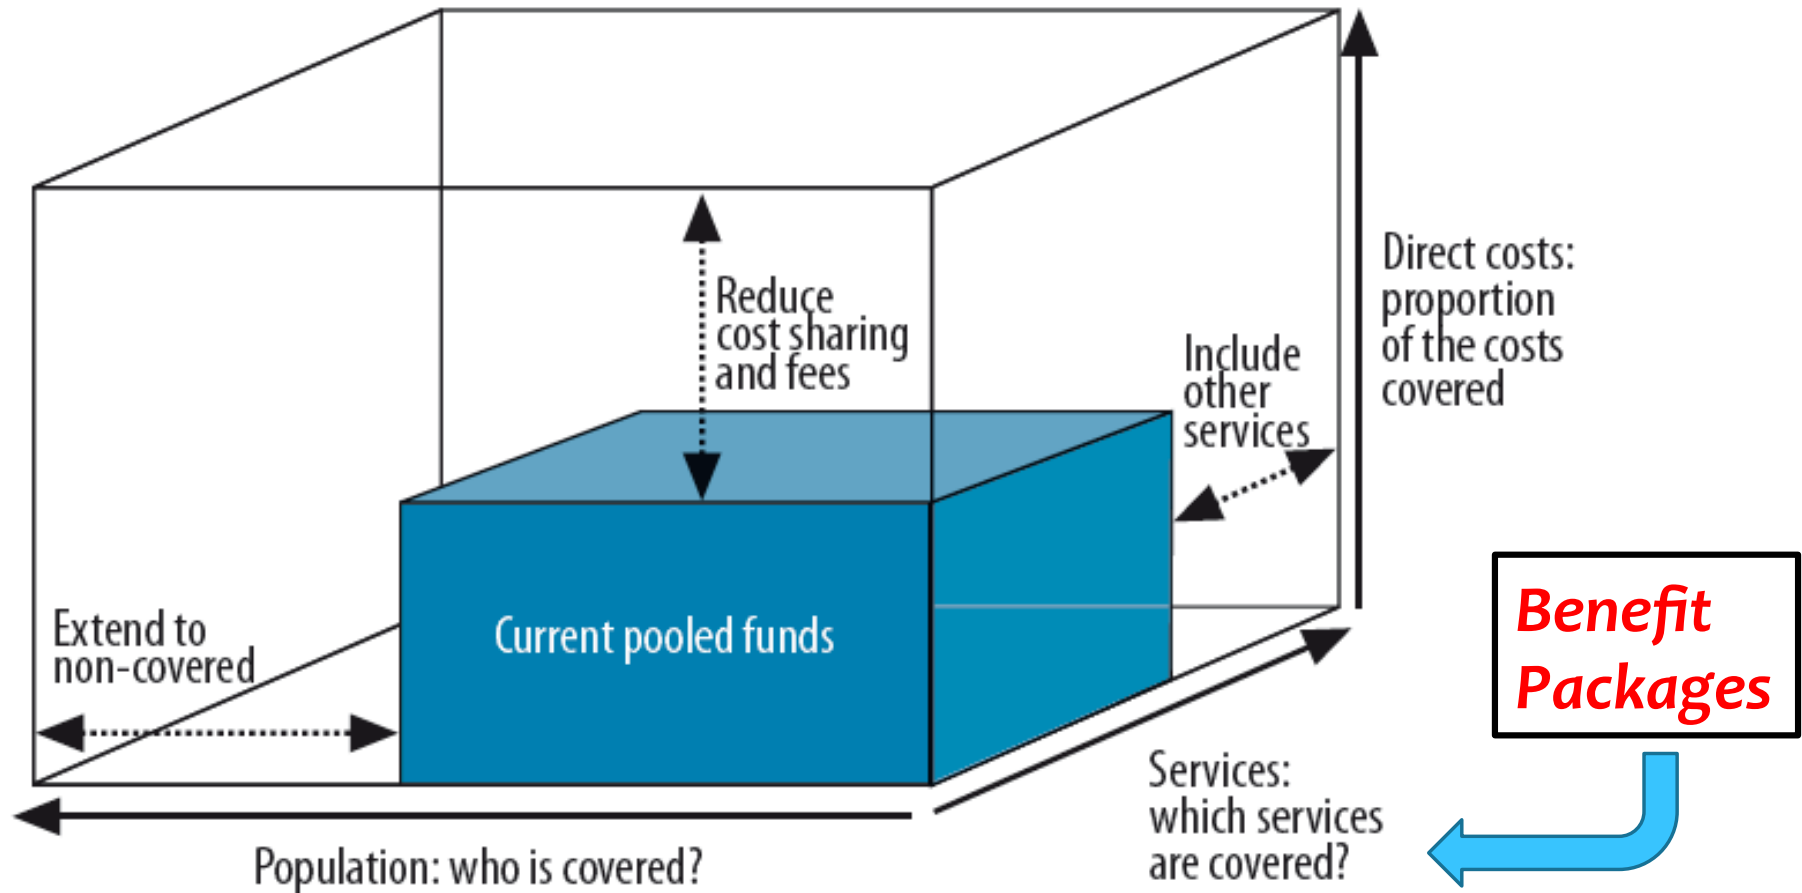 Reduce
cost sharing
and fees
Direct costs:
proportion
of the costs
covered
Include
other
services
Extend to
non-covered
Current pooled funds
Benefit
Packages
Services:
which services
are covered?
Population: who is covered?